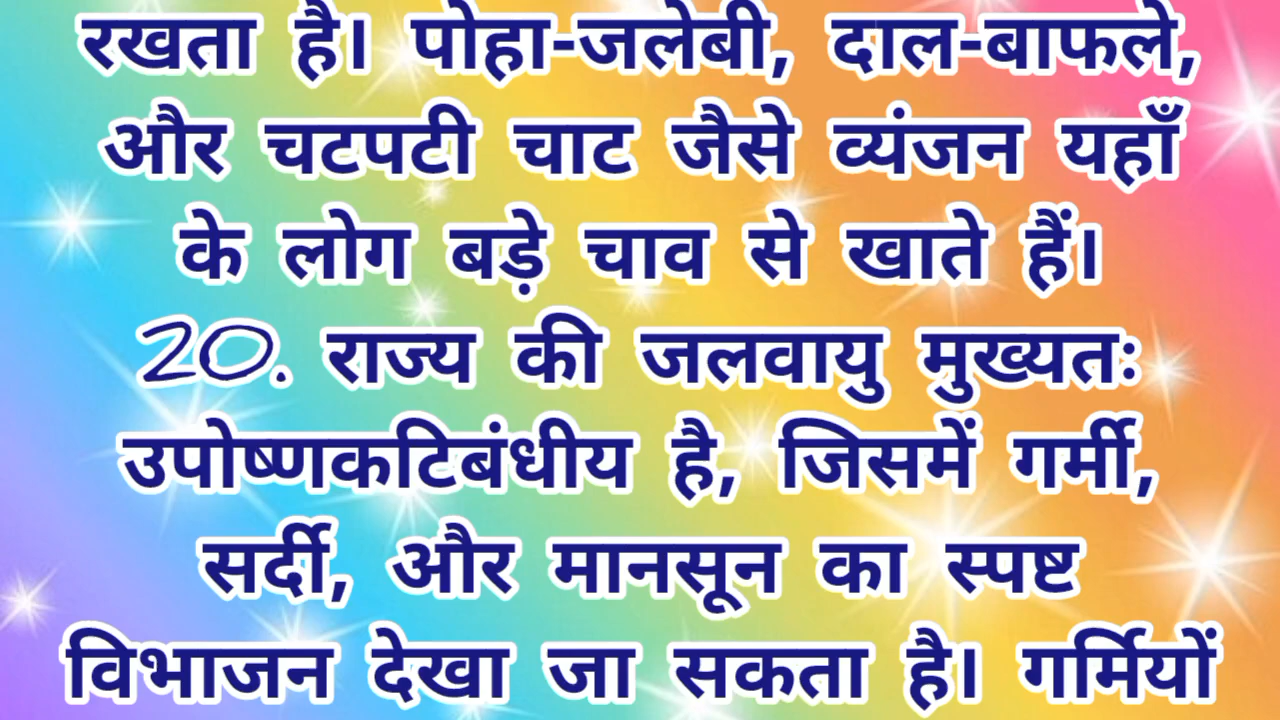 रखता है। पोहा-जलेबी, दाल-बाफले,
और चटपटी चाट जैसे व्यंजन यहाँ
के लोग बड़े चाव से खाते हैं।
20. राज्य की जलवायु मुख्यतः
उपोष्णकटिबंधीय है, जिसमें गर्मी,
सर्दी, और मानसून का स्पष्ट
विभाजन देखा जा सकता है। गर्मियों